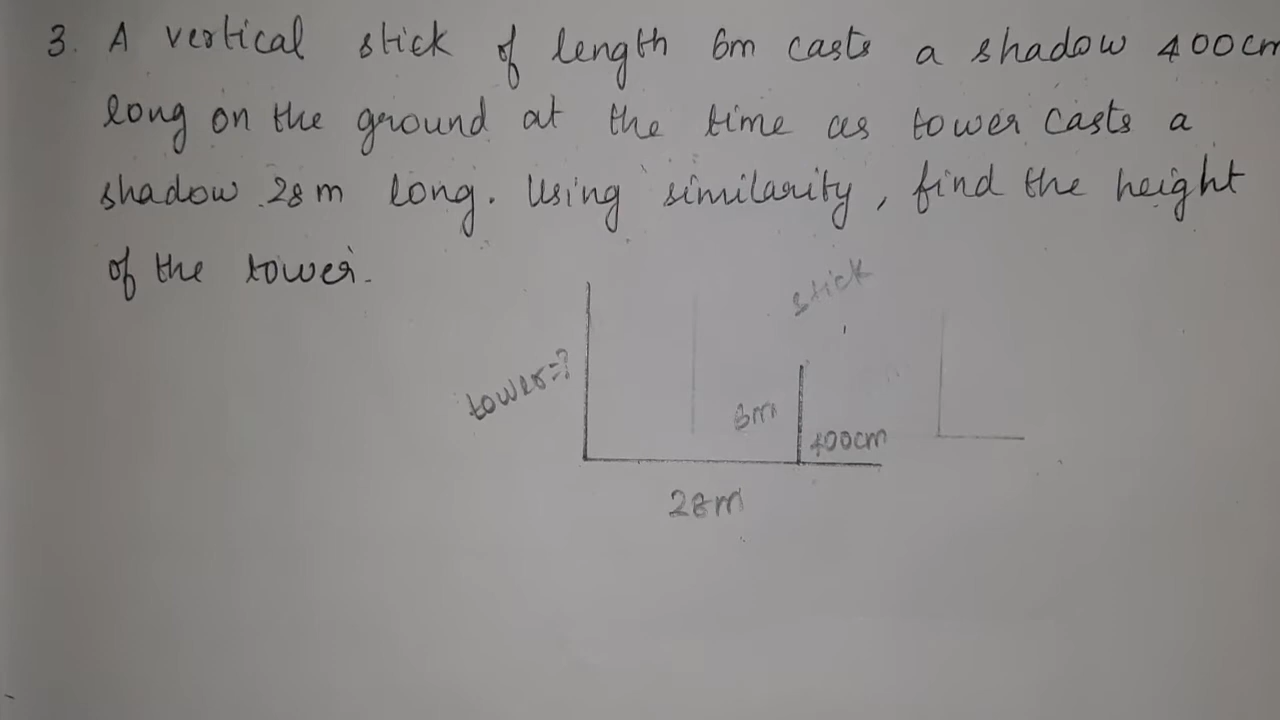 3. A vertical stick of length 6m casts a shadow 400cm
long on the ground at the time as tower casts a
shadow 28m long. Using similarity, find the height
of the tower.
stick
tower=?
6m
400cm
28m